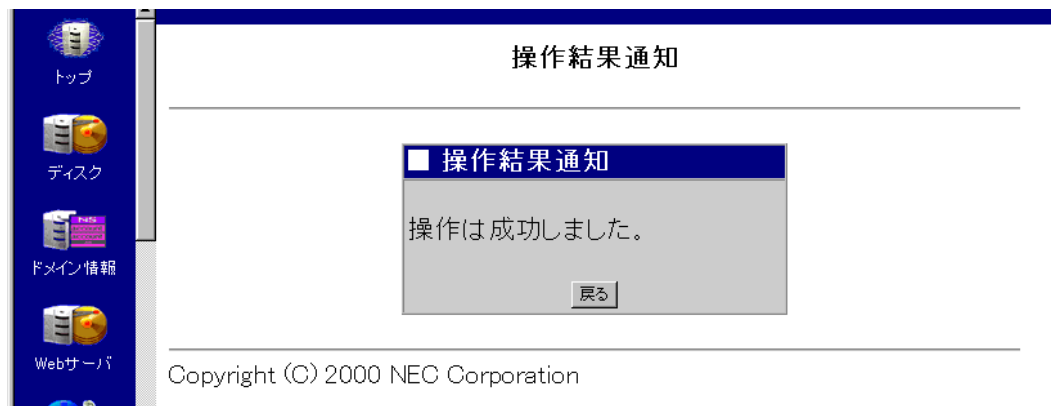 トップ
ディスク
NS
ドメイン情報
Webサーバ
操作結果通知
■ 操作結果通知
操作は成功しました。
戻る
Copyright (C) 2000 NEC Corporation